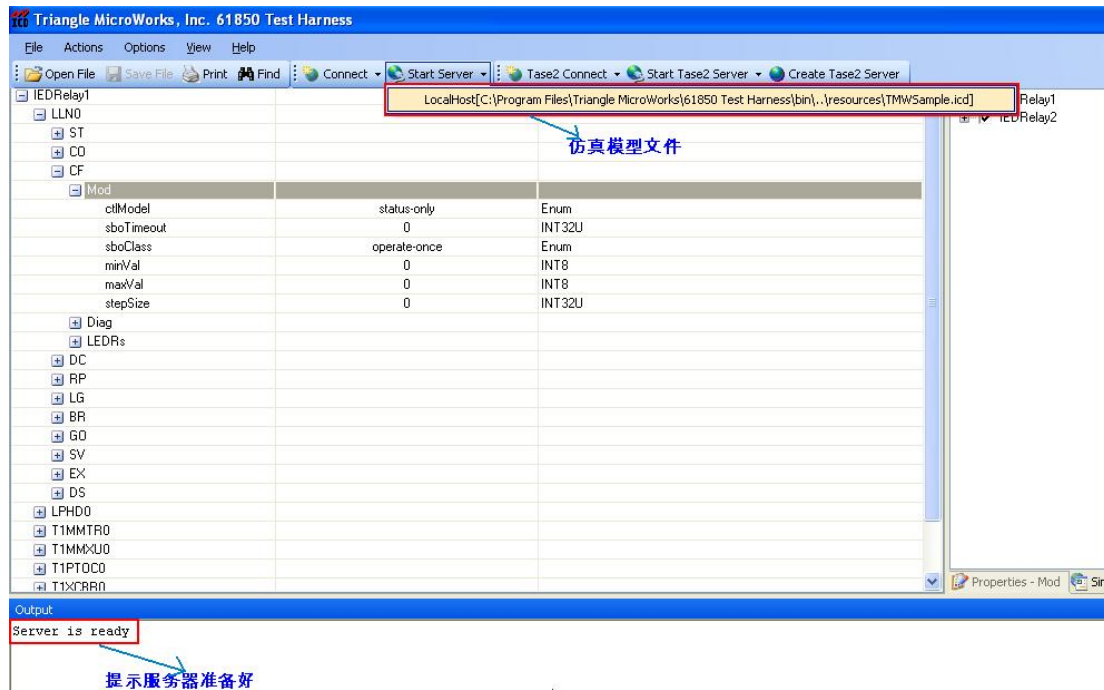 Triangle MicroWorks, Inc. 61850 Test Harness
File Actions Options View Help
Open File Save File Print Find Connect Start Server Tase2 Connect Start Tase2 Server Create Tase2 Server
IEDRelay1
LocalHost[C:\Program Files\Triangle MicroWorks\61850 Test Harness\bin\..\resources\TMWSample.icd]
Relay1
LLN0
IEDRelay2
ST
仿真模型文件
CO
CF
Mod
ctlModel status-only Enum
sboTimeout 0 INT32U
sboClass operate-once Enum
minVal 0 INT8
maxVal 0 INT8
stepSize 0 INT32U
Diag
LEDRs
DC
RP
LG
BR
GO
SV
EX
DS
LPHD0
T1MMTR0
T1MMXU0
T1PTOC0
T1XCBR0
Properties - Mod Sir
Output
Server is ready
提示服务器准备好